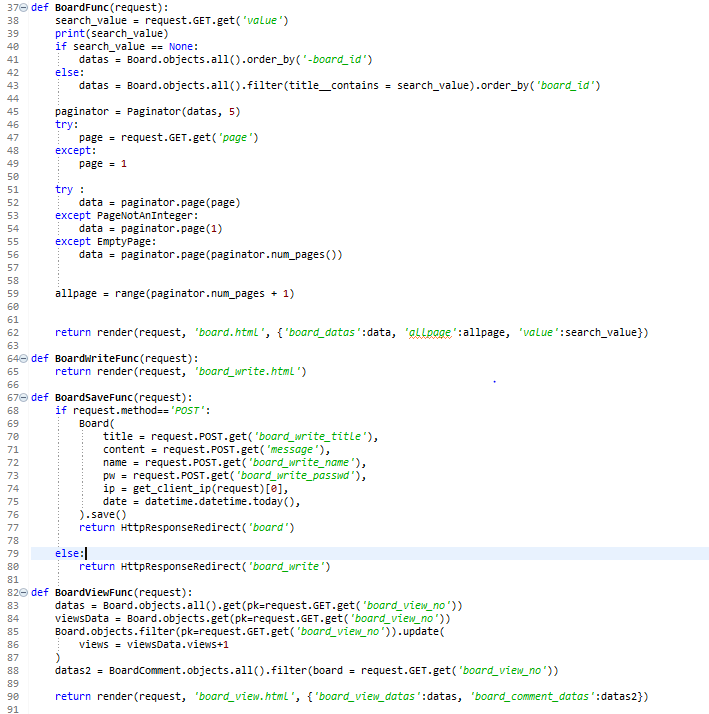 37 def BoardFunc(request):
38     search_value = request.GET.get('value')
39     print(search_value)
40     if search_value == None:
41         datas = Board.objects.all().order_by('-board_id')
42     else:
43         datas = Board.objects.all().filter(title__contains = search_value).order_by('board_id')
44
45     paginator = Paginator(datas, 5)
46     try:
47         page = request.GET.get('page')
48     except:
49         page = 1
50
51     try :
52         data = paginator.page(page)
53     except PageNotAnInteger:
54         data = paginator.page(1)
55     except EmptyPage:
56         data = paginator.page(paginator.num_pages())
57
58
59     allpage = range(paginator.num_pages + 1)
60
61
62     return render(request, 'board.html', {'board_datas':data, 'allpage':allpage, 'value':search_value})
63
64 def BoardWriteFunc(request):
65     return render(request, 'board_write.html')
66
67 def BoardSaveFunc(request):
68     if request.method=='POST':
69         Board(
70             title = request.POST.get('board_write_title'),
71             content = request.POST.get('message'),
72             name = request.POST.get('board_write_name'),
73             pw = request.POST.get('board_write_passwd'),
74             ip = get_client_ip(request)[0],
75             date = datetime.datetime.today(),
76         ).save()
77         return HttpResponseRedirect('board')
78
79     else:
80         return HttpResponseRedirect('board_write')
81
82 def BoardViewFunc(request):
83     datas = Board.objects.all().get(pk=request.GET.get('board_view_no'))
84     viewsData = Board.objects.get(pk=request.GET.get('board_view_no'))
85     Board.objects.filter(pk=request.GET.get('board_view_no')).update(
86         views = viewsData.views+1
87     )
88     datas2 = BoardComment.objects.all().filter(board = request.GET.get('board_view_no'))
89
90     return render(request, 'board_view.html', {'board_view_datas':datas, 'board_comment_datas':datas2})
91